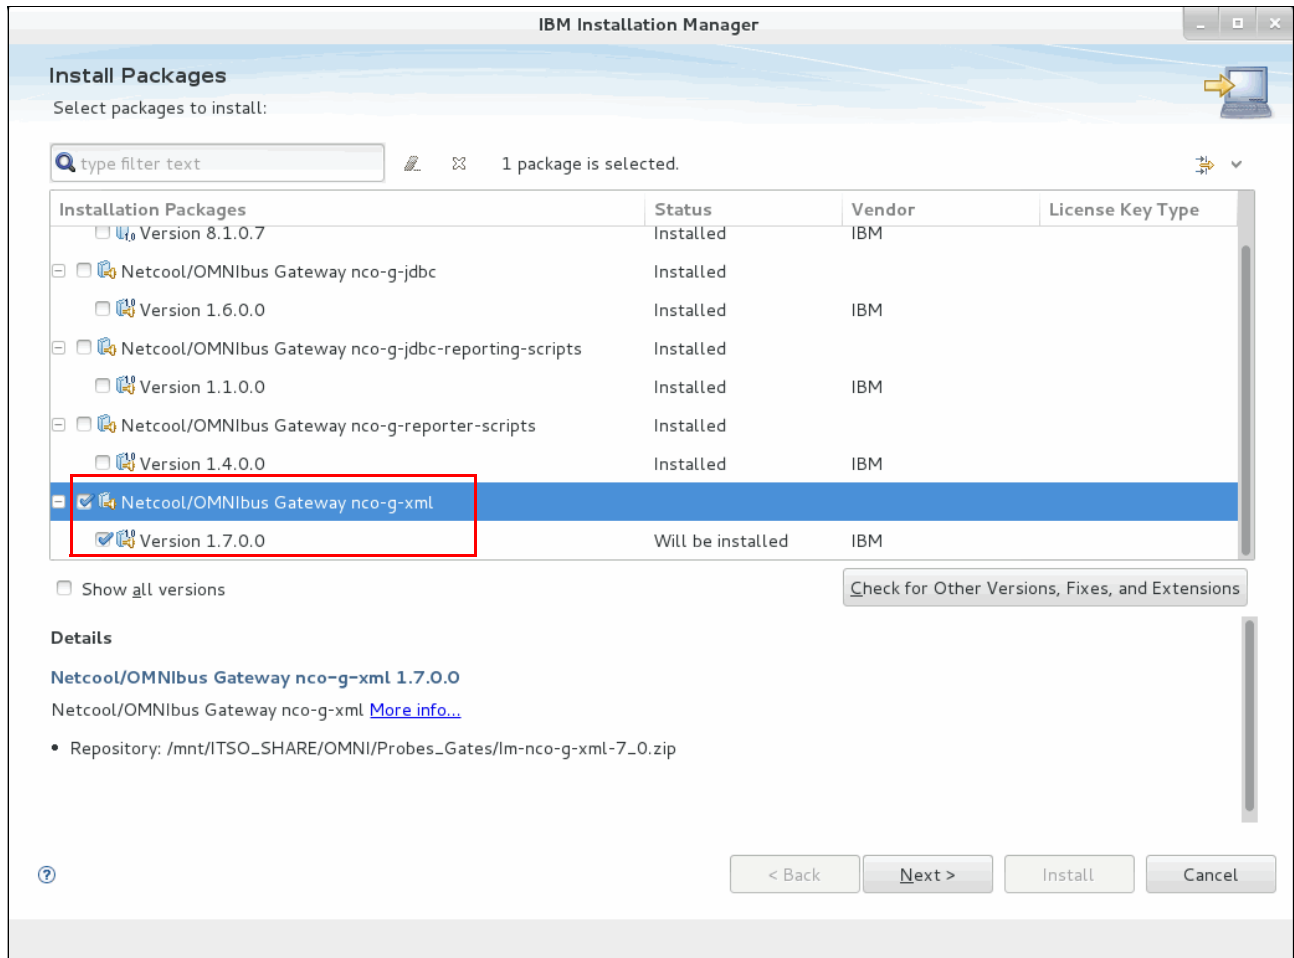 IBM Installation Manager
Install Packages
Select packages to install:
type filter text 1 package is selected.
Installation Packages Status Vendor License Key Type
Version 8.1.0.7 Installed IBM
Netcool/OMNIbus Gateway nco-g-jdbc Installed
Version 1.6.0.0 Installed IBM
Netcool/OMNIbus Gateway nco-g-jdbc-reporting-scripts Installed
Version 1.1.0.0 Installed IBM
Netcool/OMNIbus Gateway nco-g-reporter-scripts Installed
Version 1.4.0.0 Installed IBM
Netcool/OMNIbus Gateway nco-g-xml
Version 1.7.0.0 Will be installed IBM
Show all versions Check for Other Versions, Fixes, and Extensions
Details
Netcool/OMNIbus Gateway nco-g-xml 1.7.0.0
Netcool/OMNIbus Gateway nco-g-xml More info...
• Repository: /mnt/ITSO_SHARE/OMNI/Probes_Gates/Im-nco-g-xml-7_0.zip
? < Back Next > Install Cancel